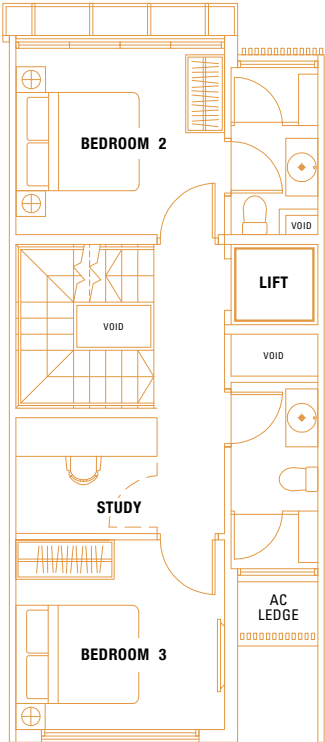 BEDROOM 2
VOID
LIFT
VOID
VOID
STUDY
AC
LEDGE
BEDROOM 3